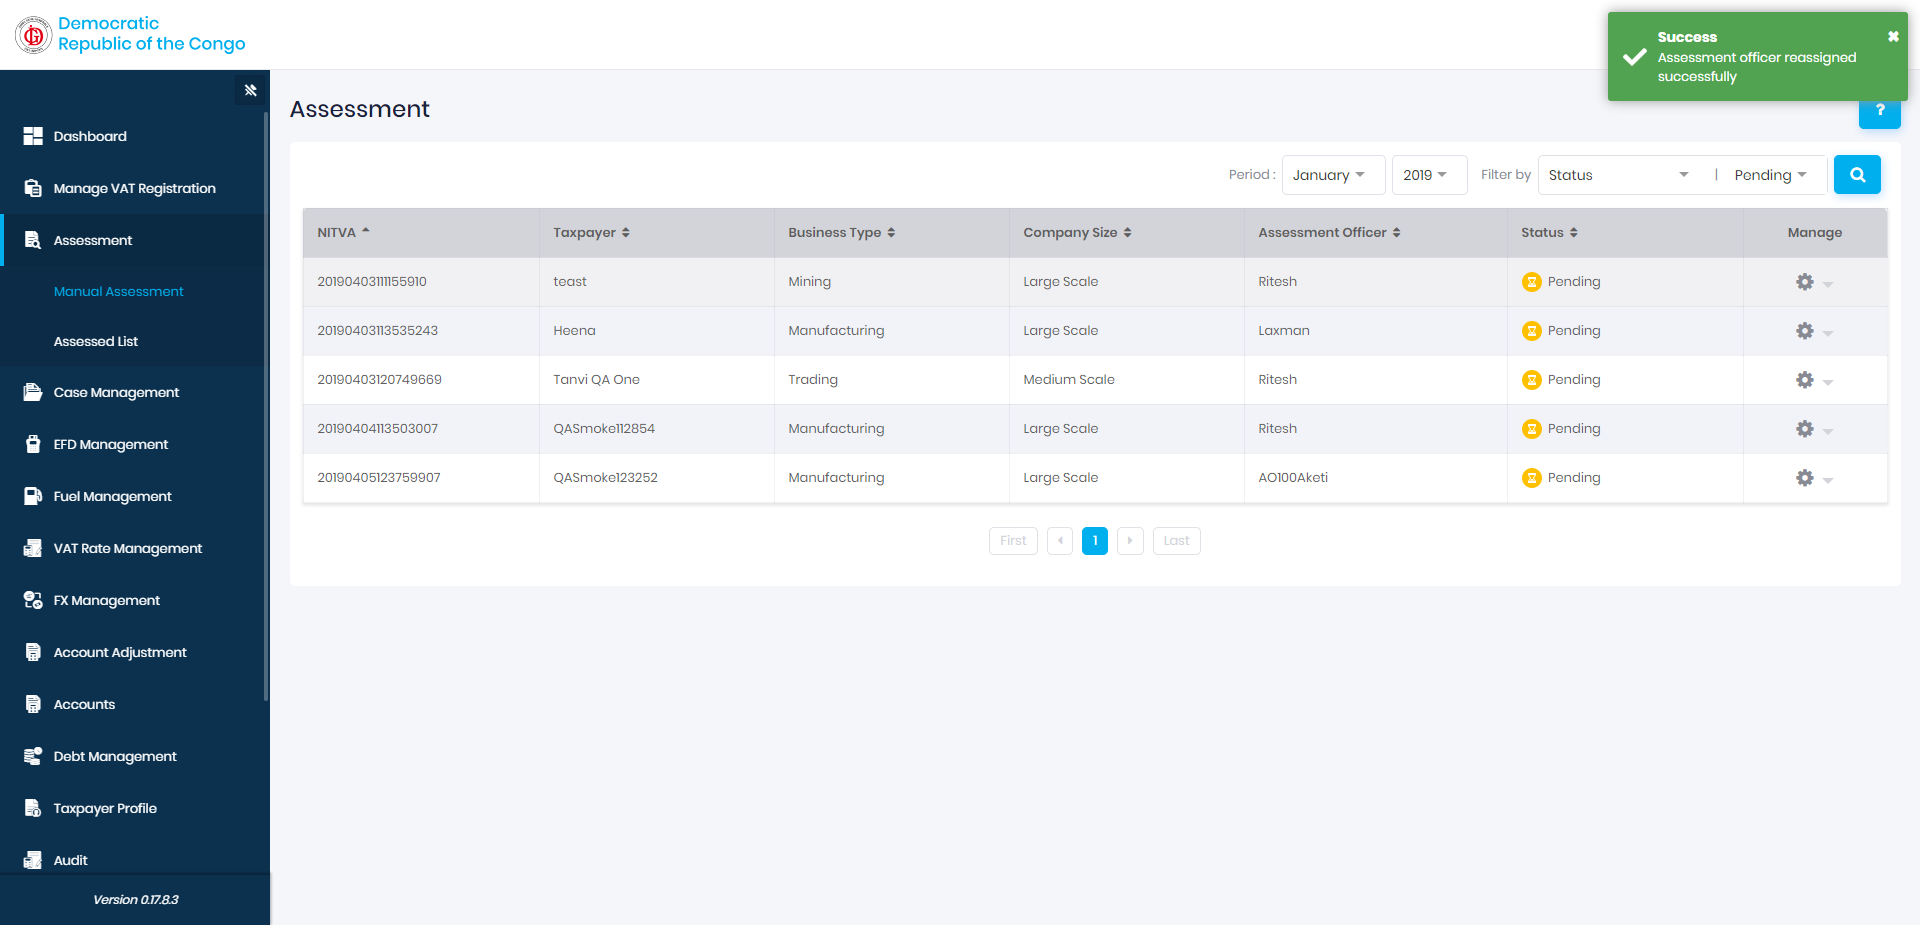 Democratic
Republic of the Congo
Success
Assessment officer reassigned
successfully
?
Assessment
Dashboard
Manage VAT Registration
Assessment
Manual Assessment
Assessed List
Case Management
EFD Management
Fuel Management
VAT Rate Management
FX Management
Account Adjustment
Accounts
Debt Management
Taxpayer Profile
Audit
Version 0.17.8.3
Period : January 2019 Filter by Status | Pending
NITVA Taxpayer Business Type Company Size Assessment Officer Status Manage
20190403111155910 teast Mining Large Scale Ritesh Pending
20190403113535243 Heena Manufacturing Large Scale Laxman Pending
20190403120749669 Tanvi QA One Trading Medium Scale Ritesh Pending
20190404113503007 QASmoke112854 Manufacturing Large Scale Ritesh Pending
20190405123759907 QASmoke123252 Manufacturing Large Scale AO100Aketi Pending
First 1 Last